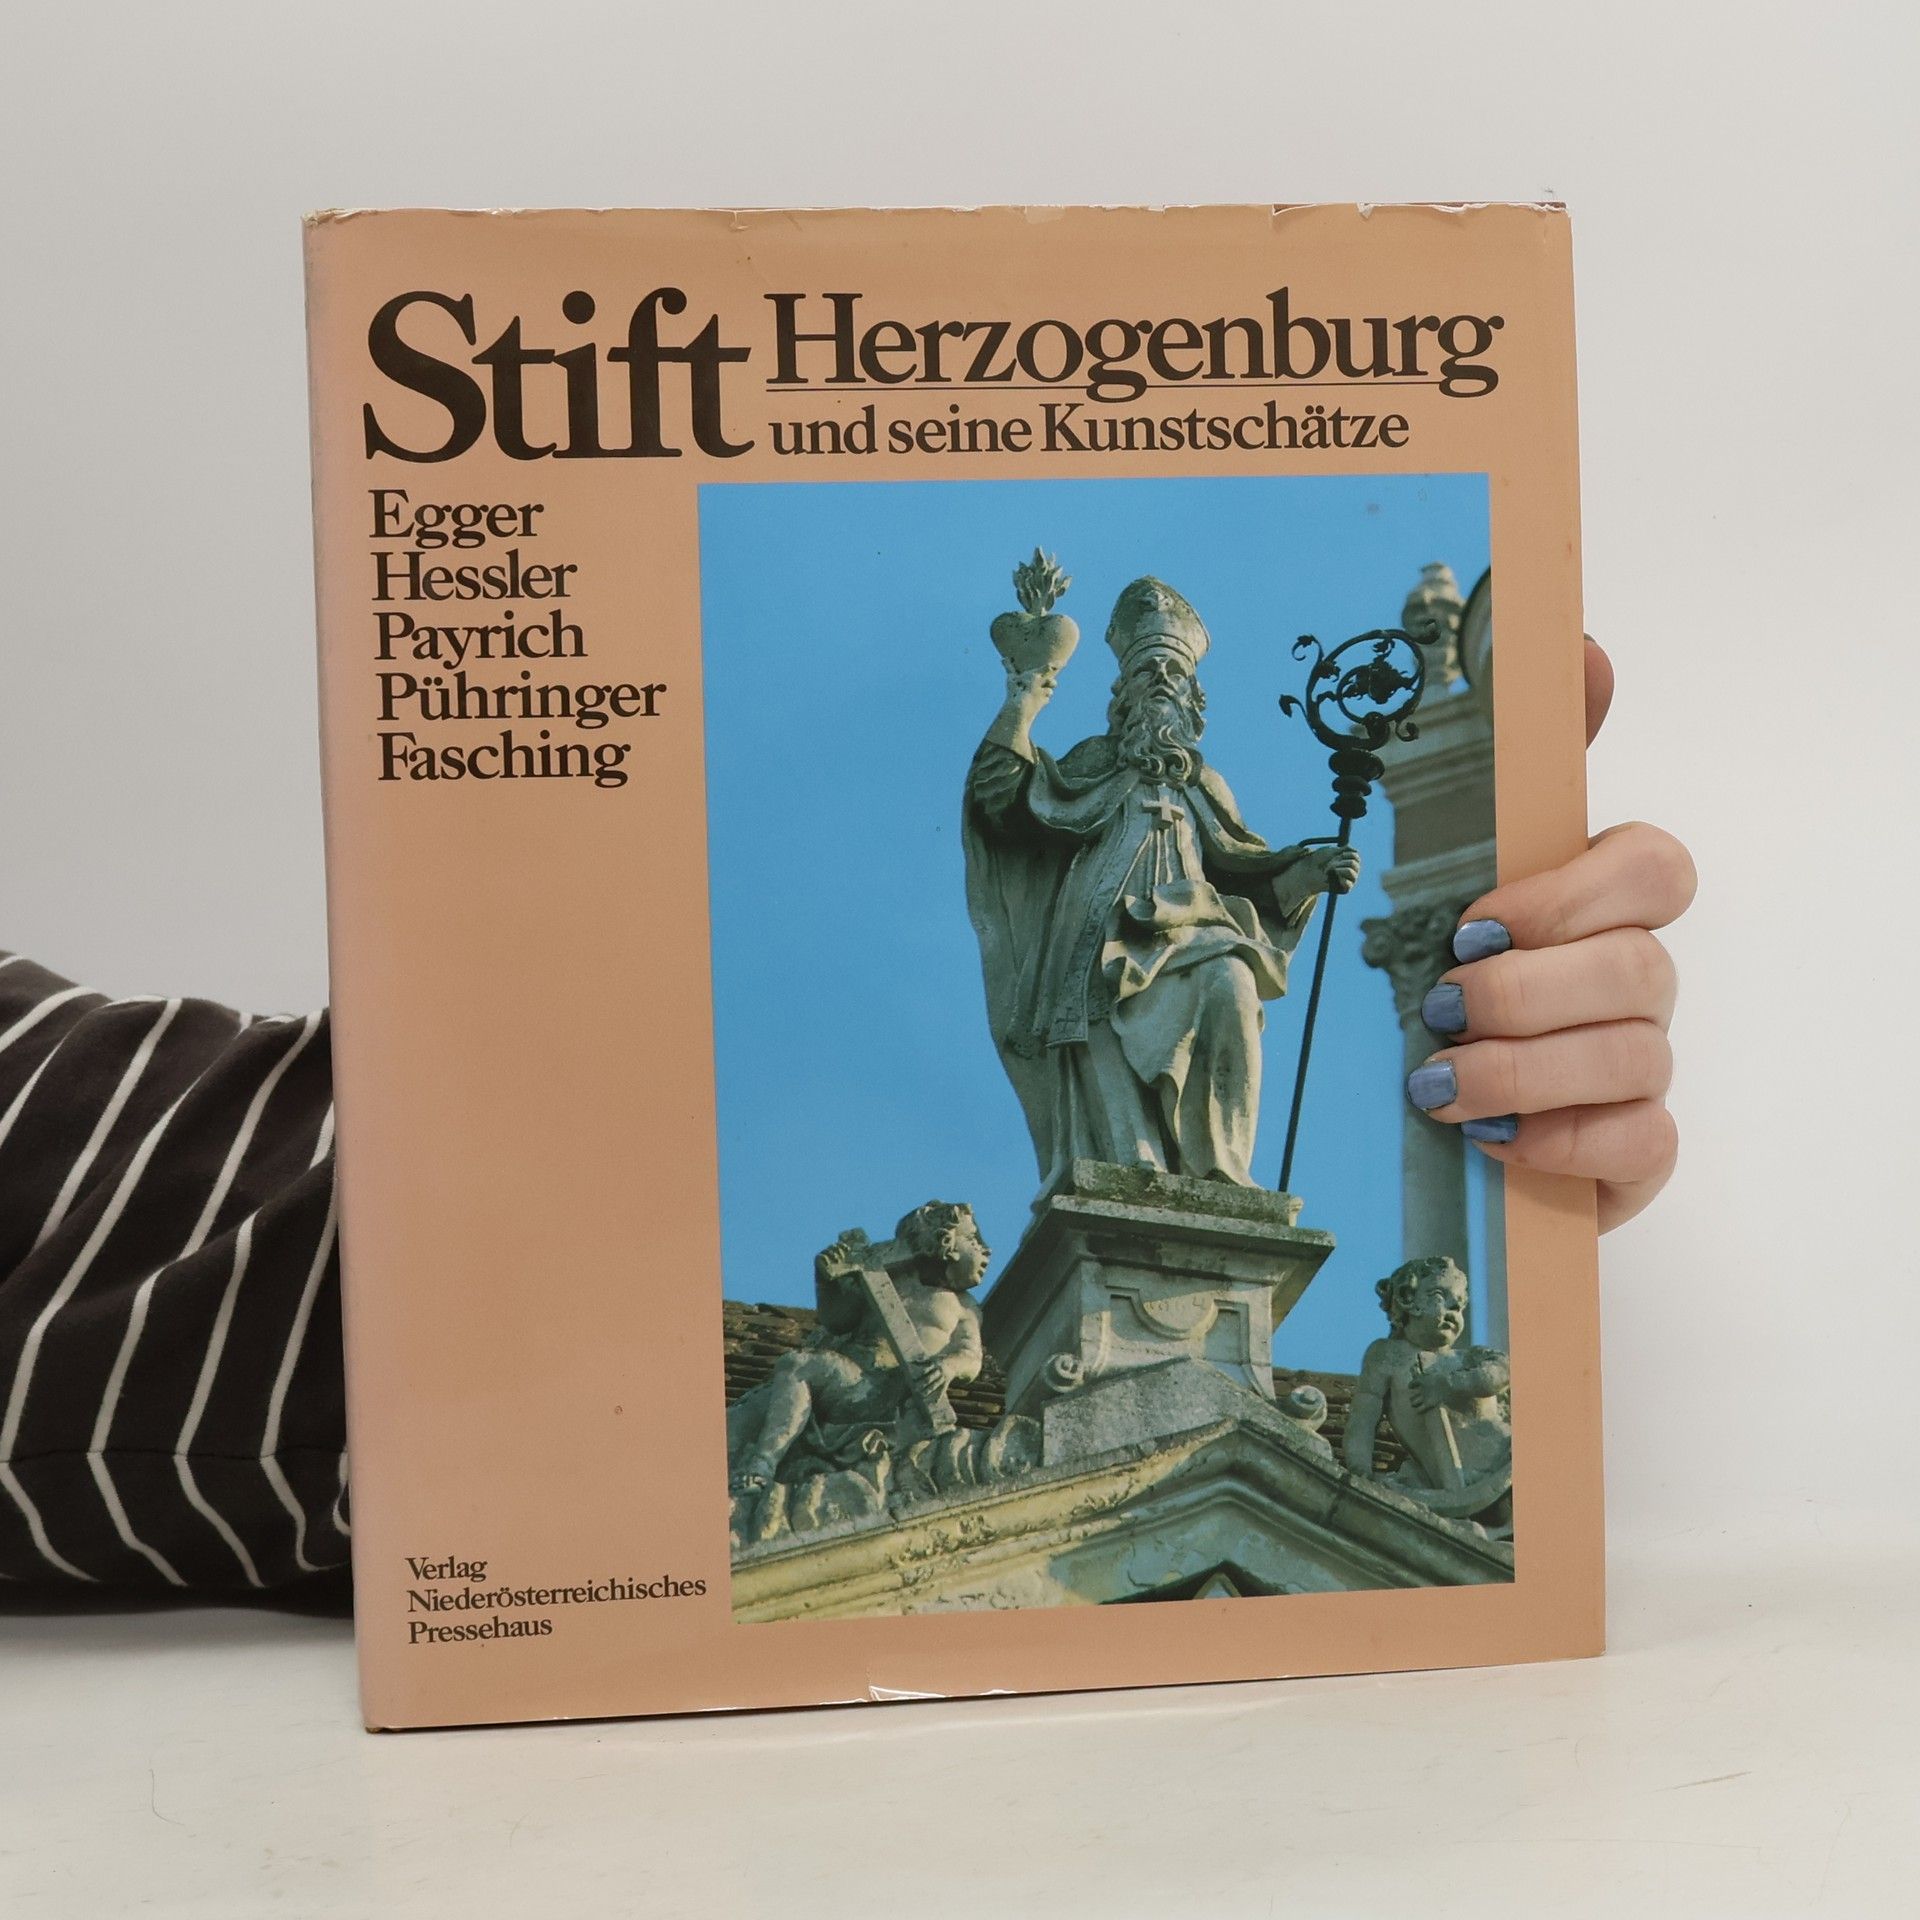 Stift Herzogenburg
und seine Kunstschätze
Egger
Hessler
Payrich
Pühringer
Fasching
Verlag
Niederösterreichisches
Pressehaus